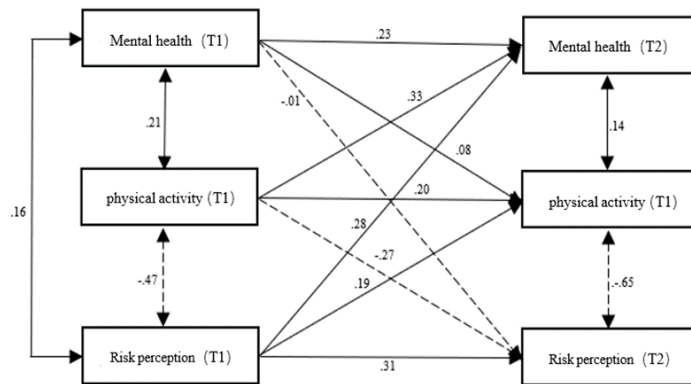 Mental health (T1)
.23
Mental health (T2)
-.01
.33
.21
.14
.08
physical activity (T1)
.20
physical activity (T1)
.16
.28
-.27
-.47
.19
-.65
Risk perception (T1)
.31
Risk perception (T2)